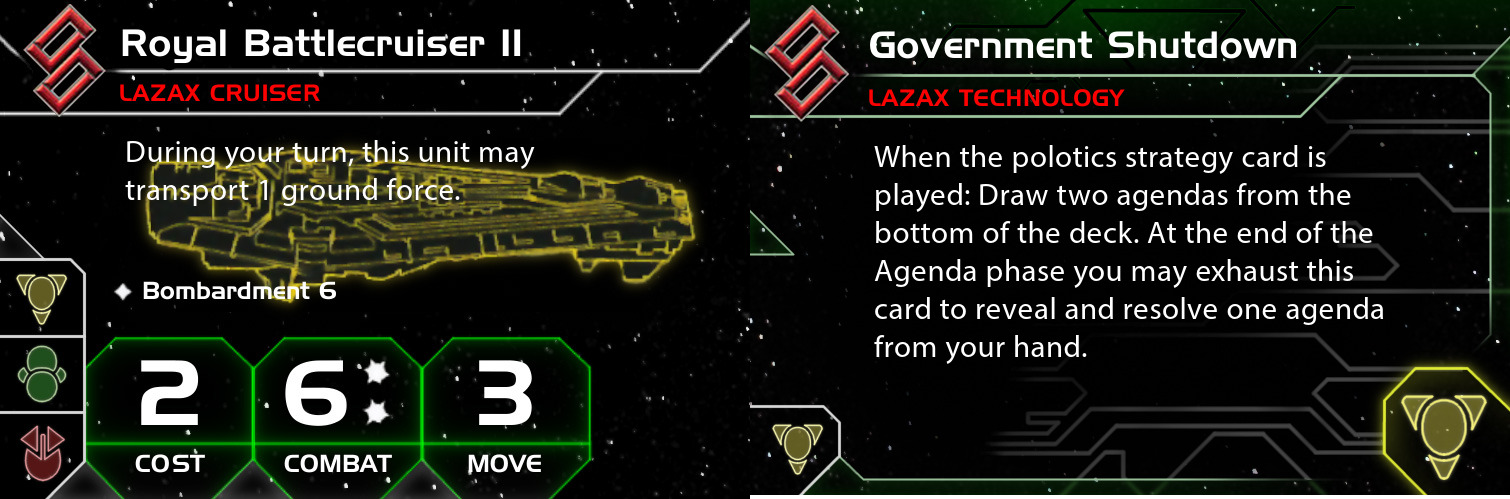 Royal Battlecruiser II
LAZAX CRUISER
During your turn, this unit may
transport 1 ground force.
Bombardment 6
2
6
3
COST
COMBAT
MOVE
Government Shutdown
LAZAX TECHNOLOGY
When the polotics strategy card is
played: Draw two agendas from the
bottom of the deck. At the end of the
Agenda phase you may exhaust this
card to reveal and resolve one agenda
from your hand.